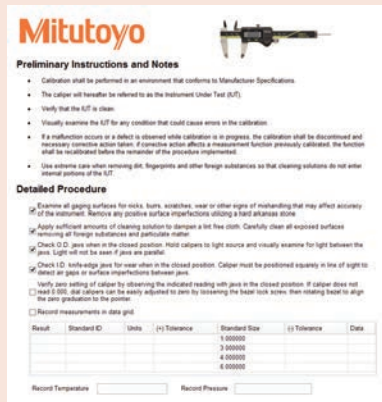 Mitutoyo
Preliminary Instructions and Notes
• Calibration shall be performed in an environment that conforms to Manufacturer Specifications.
• The caliper will hereafter be referred to as the Instrument Under Test (IUT).
• Verify that the IUT is clean.
• Visually examine the IUT for any condition that could cause errors in the calibration.
• If a malfunction occurs or a defect is observed while calibration is in progress, the calibration shall be discontinued and
necessary corrective action taken; if corrective action affects a measurement function previously calibrated, the function
shall be recalibrated before the remainder of the procedure implemented.
• Use extreme care when removing dirt, fingerprints and other foreign substances so that cleaning solutions do not enter
internal portions of the IUT.
Detailed Procedure
Examine all gaging surfaces for nicks, burrs, scratches, wear or other signs of mishandling that may affect accuracy
of the instrument. Remove any positive surface imperfections utilizing a hard arkansas stone
Apply sufficient amounts of cleaning solution to dampen a lint free cloth. Carefully clean all exposed surfaces
removing all foreign substances and particulate matter.
Check O.D. jaws when in the closed position. Hold calipers to light source and visually examine for light between the
jaws. Light will not be seen if jaws are parallel.
Check I.D. knife-edge jaws for wear when in the closed position. Caliper must be positioned squarely in line of sight to
detect air gaps or surface imperfections between jaws.
Verify zero setting of caliper by observing the indicated reading with jaws in the closed position. If caliper does not
read 0.000, dial calipers can be easily adjusted to zero by loosening the bezel lock screw, then rotating bezel to align
the zero graduation to the pointer.
Record measurements in data grid.
Result Standard ID Units (+) Tolerance Standard Size (-) Tolerance Data
1.000000
3.000000
4.000000
6.000000
Record Temperature Record Pressure